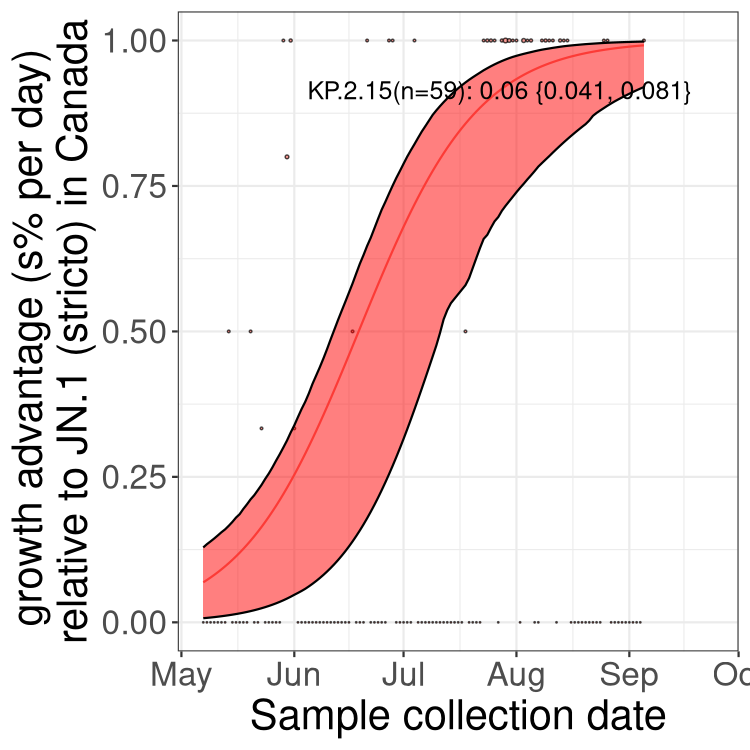 growth advantage (s% per day)
relative to JN.1 (stricto) in Canada
1.00
0.75
0.50
0.25
0.00
KP.2.15(n=59): 0.06 {0.041, 0.081}
May Jun Jul Aug Sep Oc
Sample collection date